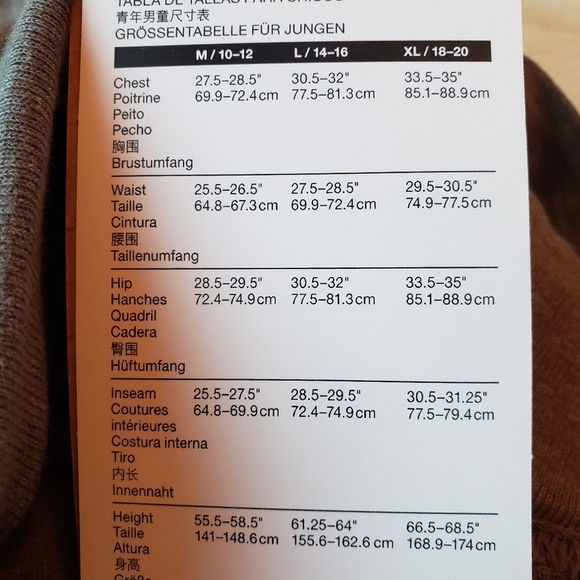 TABLA DE TALLAS PARA CHICOS
青年男童尺寸表
GRÖSSENTABELLE FÜR JUNGEN
M / 10–12 L / 14–16 XL / 18–20
Chest 27.5–28.5" 30.5–32" 33.5–35"
Poitrine 69.9–72.4 cm 77.5–81.3 cm 85.1–88.9 cm
Peito
Pecho
胸围
Brustumfang
Waist 25.5–26.5" 27.5–28.5" 29.5–30.5"
Taille 64.8–67.3 cm 69.9–72.4 cm 74.9–77.5 cm
Cintura
腰围
Taillenumfang
Hip 28.5–29.5" 30.5–32" 33.5–35"
Hanches 72.4–74.9 cm 77.5–81.3 cm 85.1–88.9 cm
Quadril
Cadera
臀围
Hüftumfang
Inseam 25.5–27.5" 28.5–29.5" 30.5–31.25"
Coutures 64.8–69.9 cm 72.4–74.9 cm 77.5–79.4 cm
intérieures
Costura interna
Tiro
内长
Innennaht
Height 55.5–58.5" 61.25–64" 66.5–68.5"
Taille 141–148.6 cm 155.6–162.6 cm 168.9–174 cm
Altura
身高
Größe